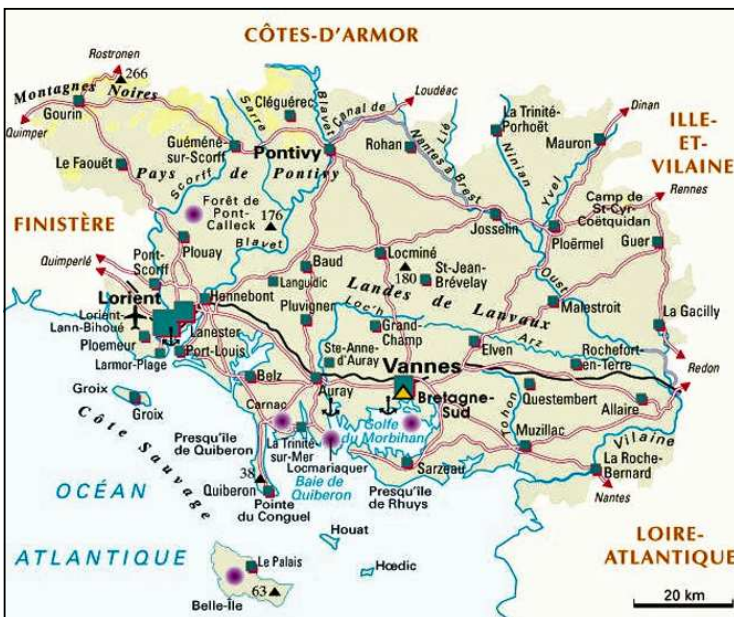 CÔTES-D'ARMOR
Rostronen
266
Montagnes Noires
Gourin
Quimper
Cléguérec
Sarre
Blavet
Canal de
Nantes à Brest
Loudéac
Lié
La Trinité-
Porhoët
Dinan
ILLE-
ET-
VILAINE
Guéméné-
sur-Scorff
Pontivy
Rohan
Ninian
Mauron
Yvel
Le Faouët
Pays de Pontivy
Scorff
Forêt de
Pont-
Calleck
176
Camp de
St-Cyr-
Coëtquidan
Rennes
FINISTÈRE
Blavet
Josselin
Ploërmel
Guer
Plouay
Quimperlé
Pont-
Scorff
Baud
Locminé
180
St-Jean-
Brévelay
Oust
Languidic
Landes de Lanvaux
Lorient
Hennebont
Pluvigner
Loc'h
Malestroit
La Gacilly
Lorient-
Lann-Bihoué
Lanester
Grand-
Champ
Arz
Ploemeur
Ste-Anne-
d'Auray
Elven
Rochefort-
en-Terre
Redon
Larmor-Plage
Port-Louis
Vannes
Belz
Auray
Bretagne-
Sud
Questembert
Allaire
Groix
Groix
Carnac
Golfe
du Morbihan
Tohon
Muzillac
Vilaine
Côte Sauvage
Presqu'île
de Quiberon
La Trinité-
sur-Mer
Locmariaquer
Sarzeau
La Roche-
Bernard
38
Baie de
Quiberon
Presqu'île
de Rhuys
Nantes
OCÉAN
Quiberon
Pointe
du Conguel
Houat
ATLANTIQUE
Hœdic
LOIRE-
ATLANTIQUE
Le Palais
63
Belle-Île
20 km